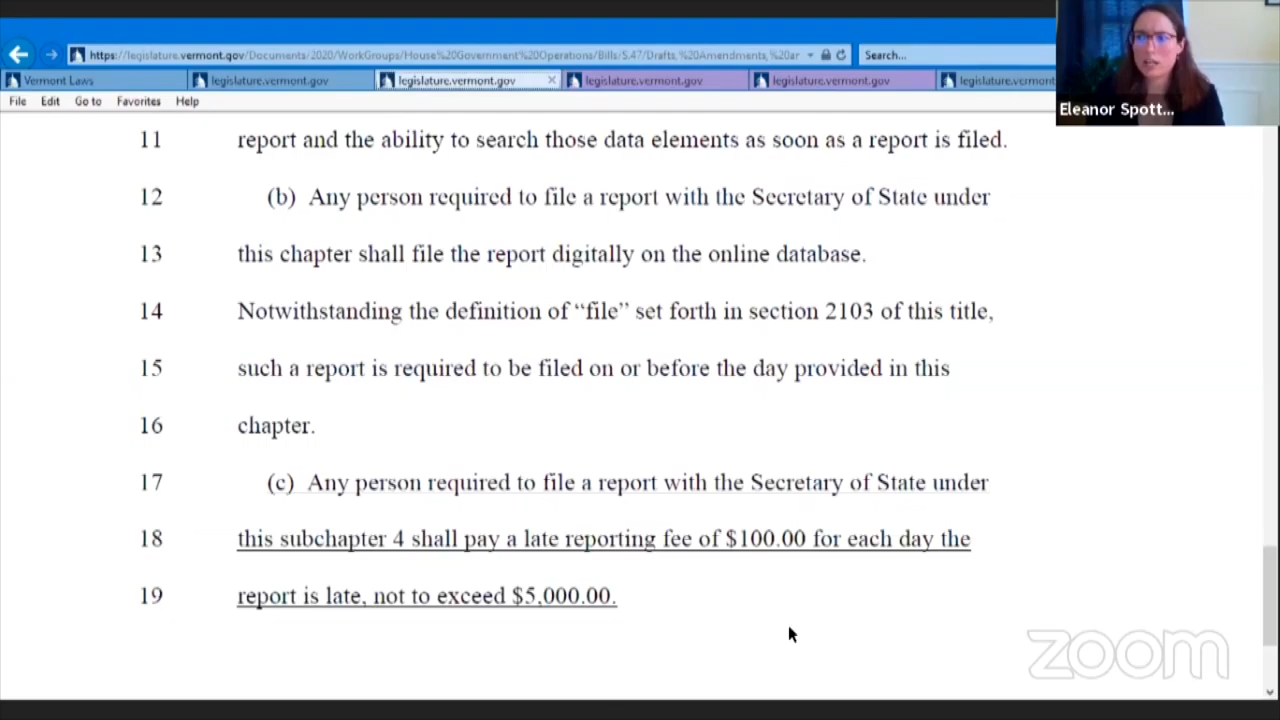 https://legislature.vermont.gov/Documents/2020/WorkGroups/House%20Government%20Operations/Bills/S.47/Drafts,%20Amendments,%20ar
Search...
Vermont Laws
legislature.vermont.gov
legislature.vermont.gov
legislature.vermont.gov
legislature.vermont.gov
legislature.vermont
File Edit Go to Favorites Help
Eleanor Spott...
11 report and the ability to search those data elements as soon as a report is filed.
12 (b) Any person required to file a report with the Secretary of State under
13 this chapter shall file the report digitally on the online database.
14 Notwithstanding the definition of “file” set forth in section 2103 of this title,
15 such a report is required to be filed on or before the day provided in this
16 chapter.
17 (c) Any person required to file a report with the Secretary of State under
18 this subchapter 4 shall pay a late reporting fee of $100.00 for each day the
19 report is late, not to exceed $5,000.00.
zoom